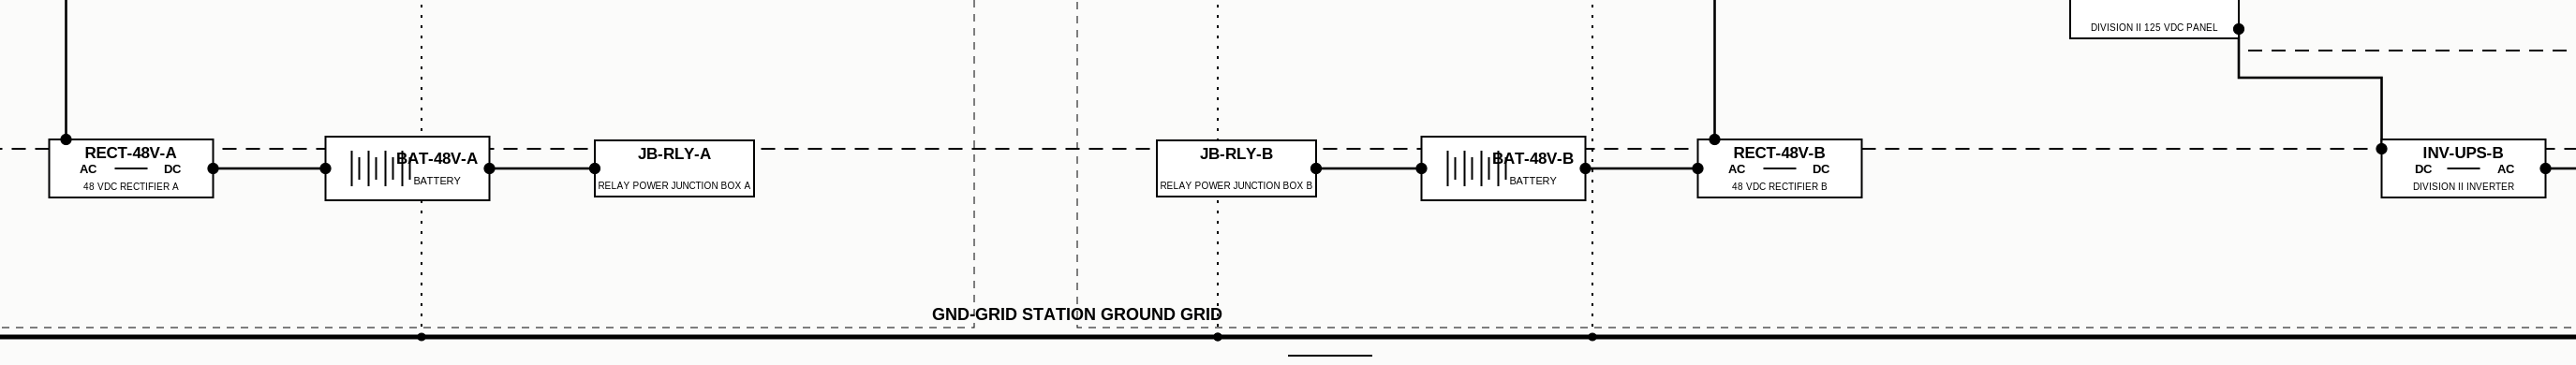 DIVISION II 125 VDC PANEL
RECT-48V-A
AC DC
48 VDC RECTIFIER A
BAT-48V-A
BATTERY
JB-RLY-A
RELAY POWER JUNCTION BOX A
JB-RLY-B
RELAY POWER JUNCTION BOX B
BAT-48V-B
BATTERY
RECT-48V-B
AC DC
48 VDC RECTIFIER B
INV-UPS-B
DC AC
DIVISION II INVERTER
GND-GRID STATION GROUND GRID